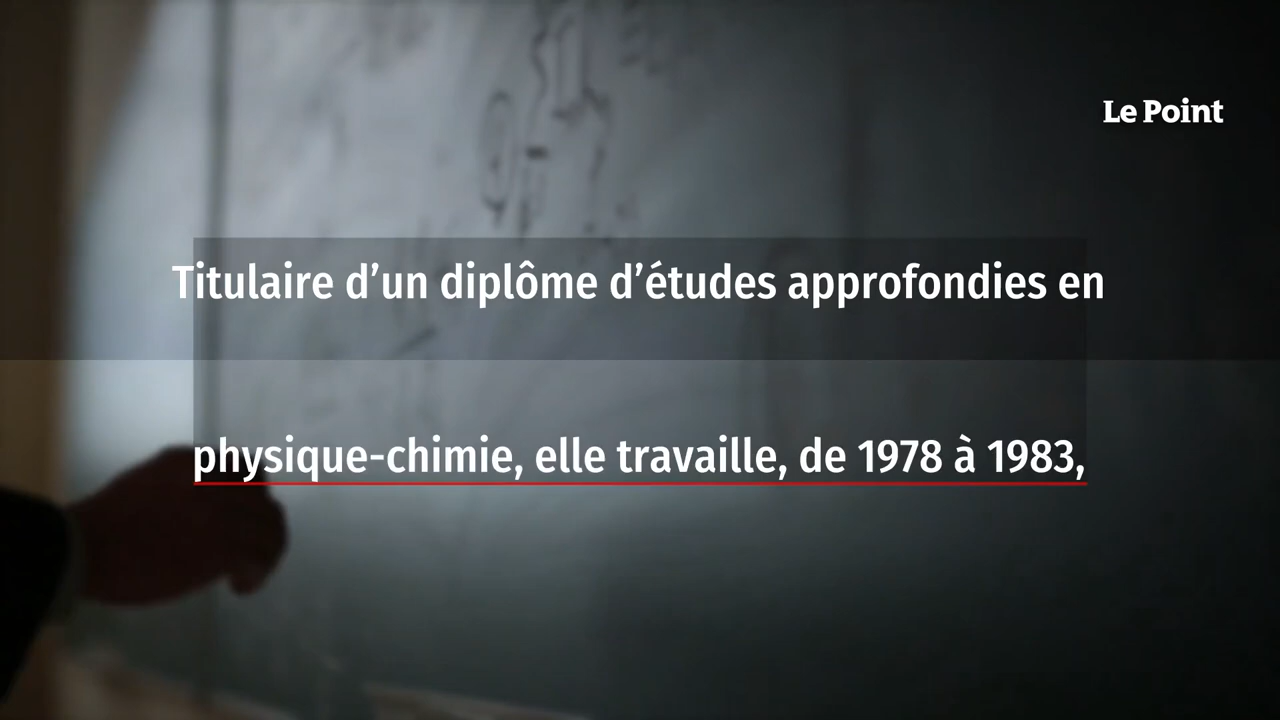 Le Point
Titulaire d’un diplôme d’études approfondies en
physique-chimie, elle travaille, de 1978 à 1983,